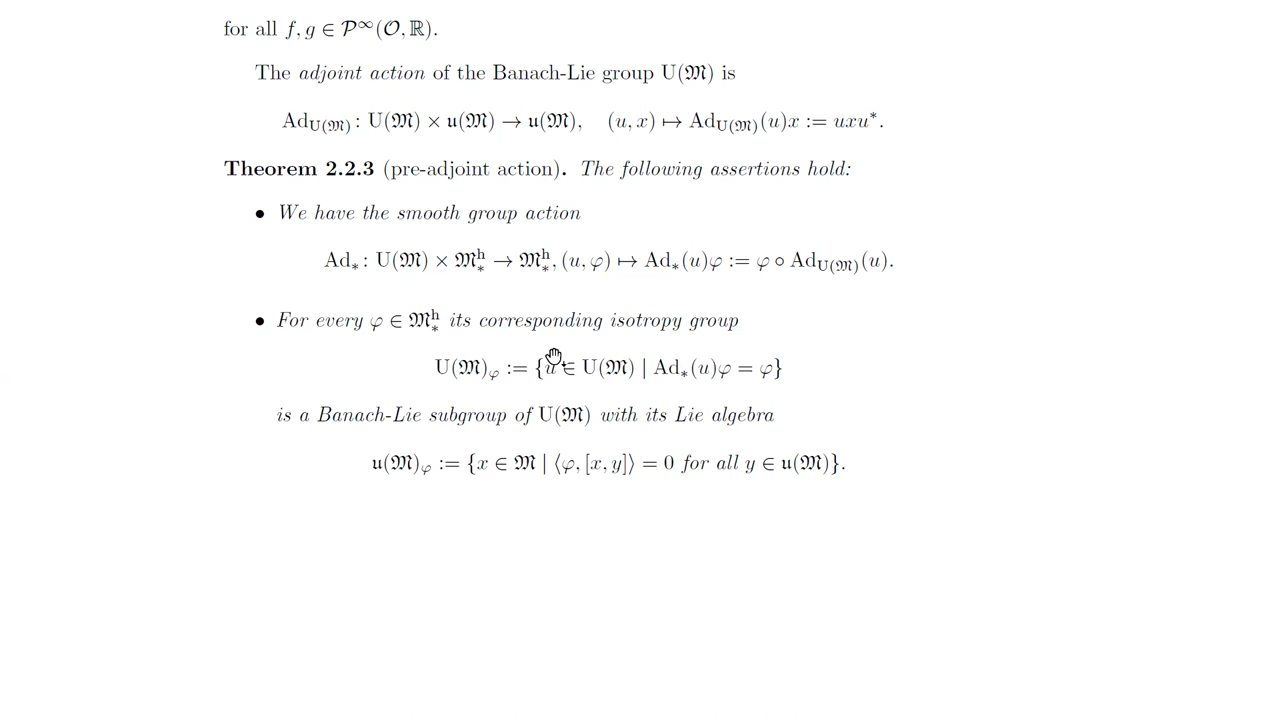 for all f, g ∈ 𝒫^∞(𝒪, ℝ).
The adjoint action of the Banach-Lie group U(𝔐) is
Ad_{U(𝔐)} : U(𝔐) × 𝔲(𝔐) → 𝔲(𝔐), (u, x) ↦ Ad_{U(𝔐)}(u)x := uxu*.
Theorem 2.2.3 (pre-adjoint action). The following assertions hold:
• We have the smooth group action
Ad_* : U(𝔐) × 𝔐_*^h → 𝔐_*^h, (u, φ) ↦ Ad_*(u)φ := φ ∘ Ad_{U(𝔐)}(u).
• For every φ ∈ 𝔐_*^h its corresponding isotropy group
U(𝔐)_φ := {u ∈ U(𝔐) | Ad_*(u)φ = φ}
is a Banach-Lie subgroup of U(𝔐) with its Lie algebra
𝔲(𝔐)_φ := {x ∈ 𝔐 | ⟨φ, [x, y]⟩ = 0 for all y ∈ 𝔲(𝔐)}.